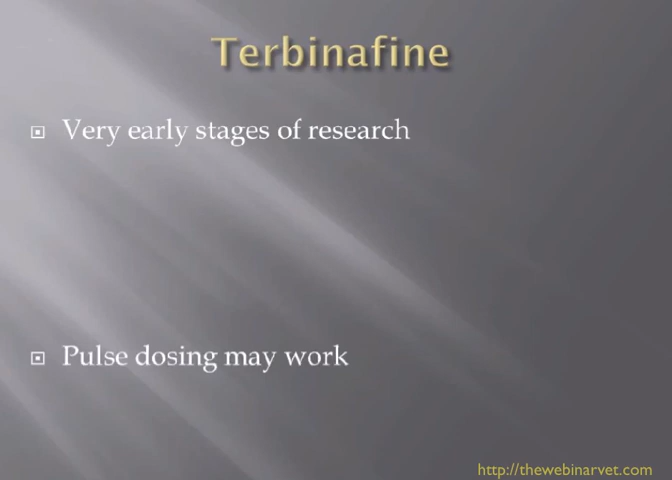 Terbinafine
Very early stages of research
Pulse dosing may work
http://thewebinarvet.com